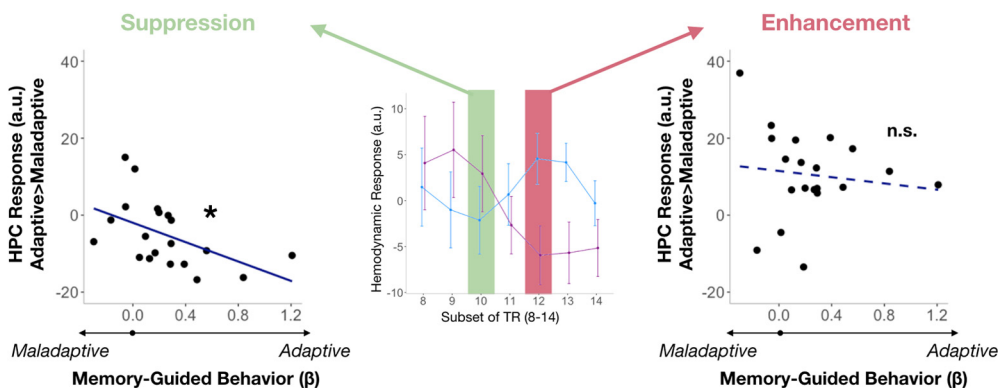 Suppression
Enhancement
HPC Response (a.u.)
Adaptive>Maladaptive
40
20
0
-20
*
0.0
0.4
0.8
1.2
Maladaptive
Adaptive
Memory-Guided Behavior (β)
Hemodynamic Response (a.u.)
10
5
0
-5
-10
8
9
10
11
12
13
14
Subset of TR (8-14)
HPC Response (a.u.)
Adaptive>Maladaptive
40
20
0
-20
n.s.
0.0
0.4
0.8
1.2
Maladaptive
Adaptive
Memory-Guided Behavior (β)